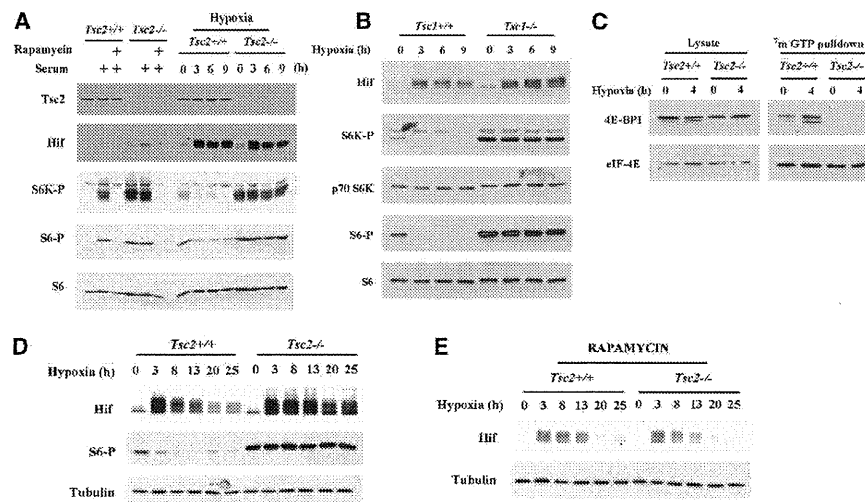 A
Tsc2+/+ Tsc2-/-
Hypoxia
Tsc2+/+ Tsc2-/-
Rapamycin + +
Serum + + + + 0 3 6 9 0 3 6 9 (h)
Tsc2
Hif
S6K-P
S6-P
S6
B
Tsc1+/+ Tsc1-/-
Hypoxia (h) 0 3 6 9 0 3 6 9
Hif
S6K-P
p70 S6K
S6-P
S6
C
Lysate 7m GTP pulldown
Tsc2+/+ Tsc2-/- Tsc2+/+ Tsc2-/-
Hypoxia (h) 0 4 0 4 0 4 0 4
4E-BP1
eIF-4E
D
Tsc2+/+ Tsc2-/-
Hypoxia (h) 0 3 8 13 20 25 0 3 8 13 20 25
Hif
S6-P
Tubulin
E
RAPAMYCIN
Tsc2+/+ Tsc2-/-
Hypoxia (h) 0 3 8 13 20 25 0 3 8 13 20 25
Hif
Tubulin